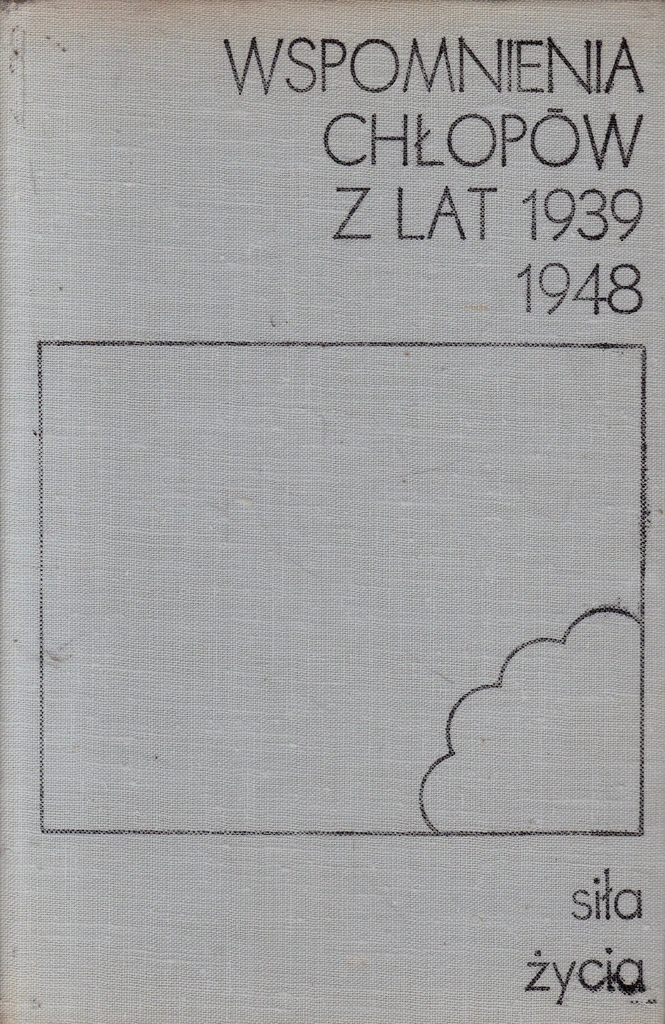 WSPOMNIENIA
CHŁOPÓW
Z LAT 1939
1948
siła
życia